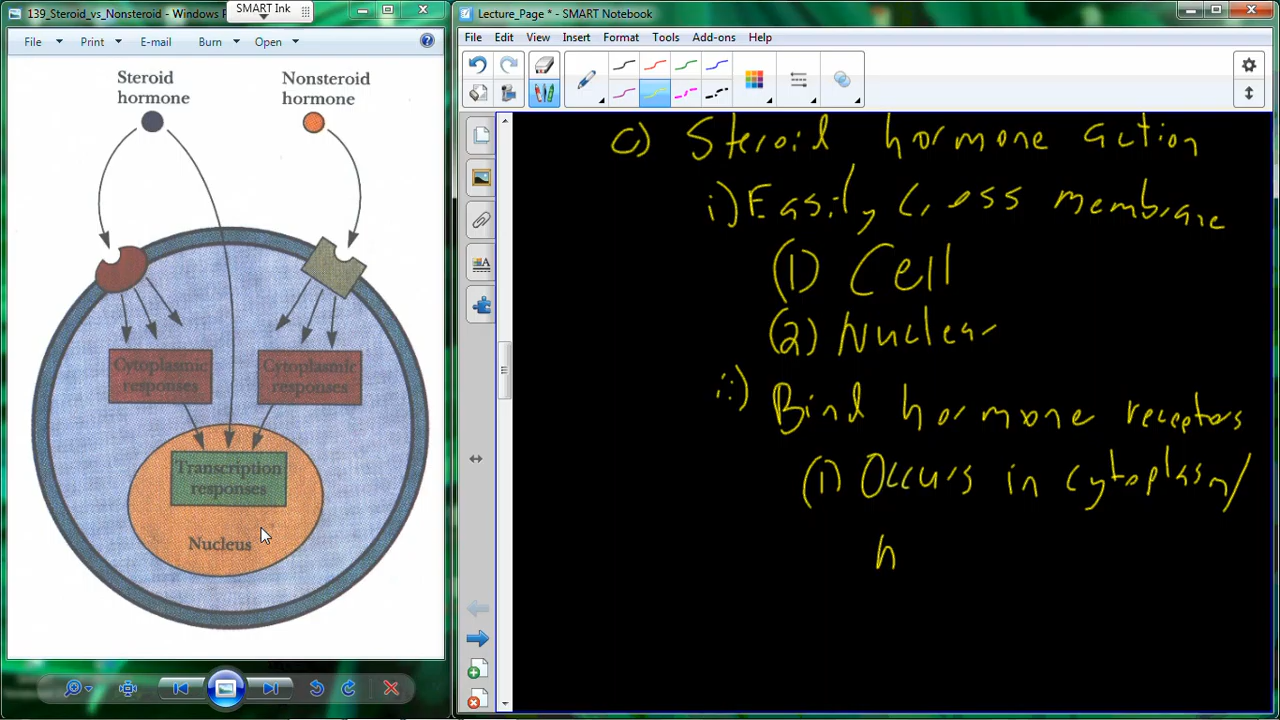 139_Steroid_vs_Nonsteroid - Windows P
SMART Ink
File Print E-mail Burn Open
Steroid
hormone
Nonsteroid
hormone
Cytoplasmic
responses
Cytoplasmic
responses
Transcription
responses
Nucleus
Lecture_Page * - SMART Notebook
File Edit View Insert Format Tools Add-ons Help
c) Steroid hormone action
i) Easily cross membrane
(1) Cell
(2) Nuclear
ii) Bind hormone receptors
(1) Occurs in cytoplasm/
n